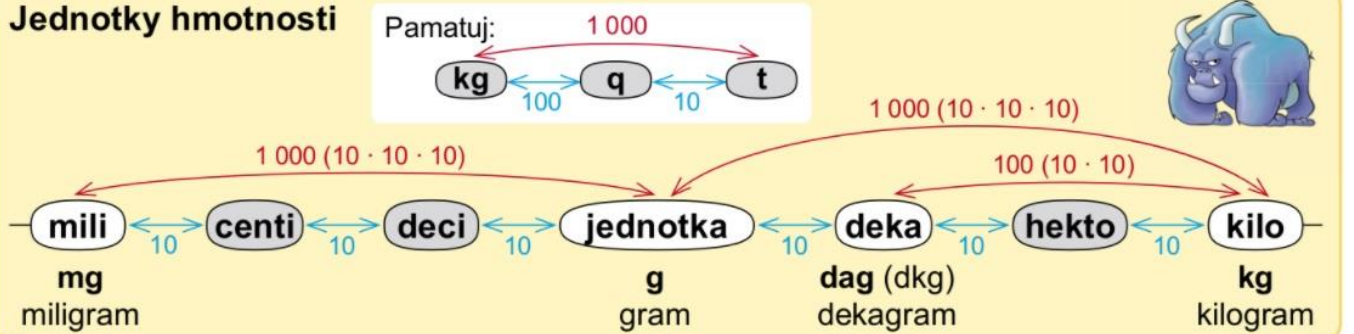 Jednotky hmotnosti
Pamatuj:
1 000
kg q t
100 10
1 000 (10 · 10 · 10)
1 000 (10 · 10 · 10)
100 (10 · 10)
mili centi deci jednotka deka hekto kilo
10 10 10 10 10 10
mg g dag (dkg) kg
miligram gram dekagram kilogram